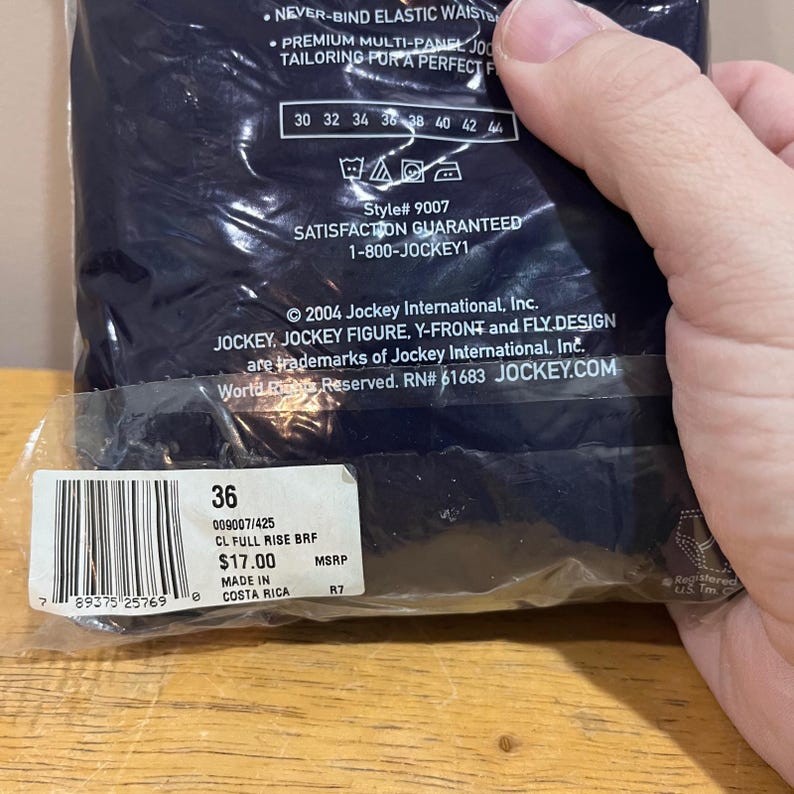 • NEVER-BIND ELASTIC
• PREMIUM MULTI-PANEL
TAILORING FOR A PERFECT
30 32 34 36 38 40 42 44
Style# 9007
SATISFACTION GUARANTEED
1-800-JOCKEY1
© 2004 Jockey International, Inc.
JOCKEY, JOCKEY FIGURE, Y-FRONT and FLY DESIGN
are trademarks of Jockey International, Inc.
World Rights Reserved. RN# 61683 JOCKEY.COM
36
009007/425
CL FULL RISE BRF
$17.00 MSRP
MADE IN
COSTA RICA R7
7 89375 25769 0
Registered
U.S. Tm.